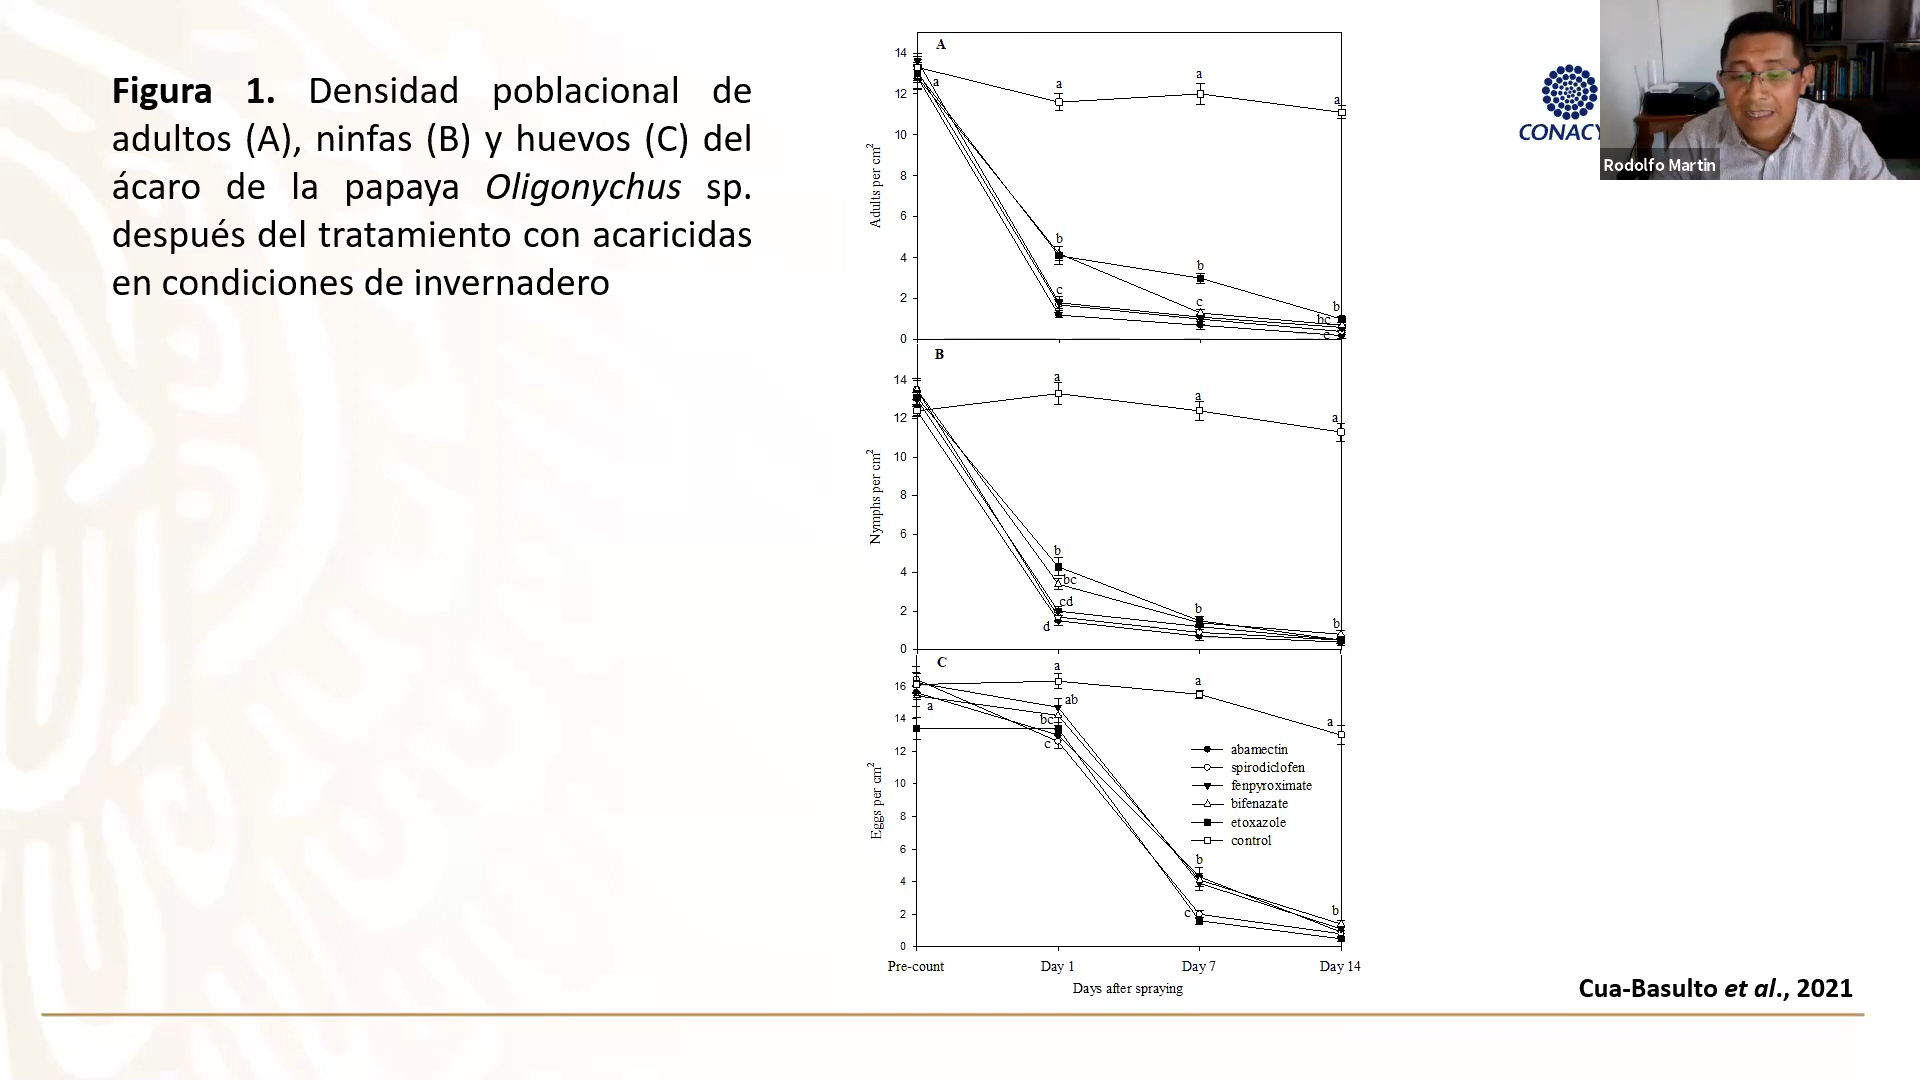 Figura 1. Densidad poblacional de
adultos (A), ninfas (B) y huevos (C) del
ácaro de la papaya Oligonychus sp.
después del tratamiento con acaricidas
en condiciones de invernadero
A
14
12
10
8
6
4
2
0
Adults per cm²
a
a
a
a
b
c
b
c
b
bc
c
B
14
12
10
8
6
4
2
0
Nymphs per cm²
a
a
a
b
bc
cd
d
b
b
C
16
14
12
10
8
6
4
2
0
Eggs per cm²
a
a
a
a
ab
bc
c
b
c
b
abamectin
spirodiclofen
fenpyroximate
bifenazate
etoxazole
control
Pre-count
Day 1
Day 7
Day 14
Days after spraying
CONACY
Rodolfo Martin
Cua-Basulto et al., 2021